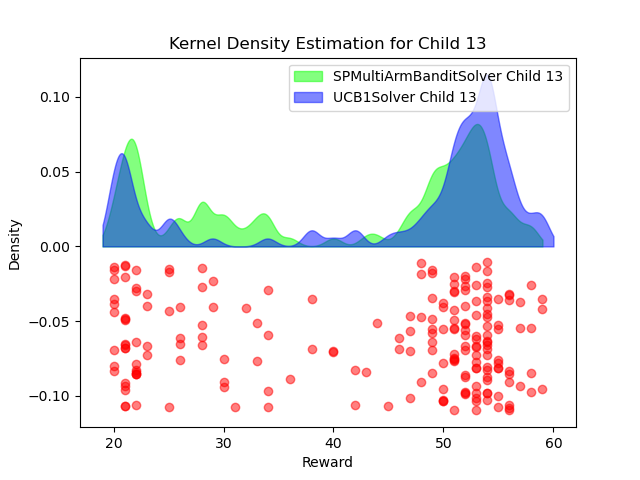 Kernel Density Estimation for Child 13
SPMultiArmBanditSolver Child 13
UCB1Solver Child 13
0.10
0.05
0.00
−0.05
−0.10
Density
20 30 40 50 60
Reward